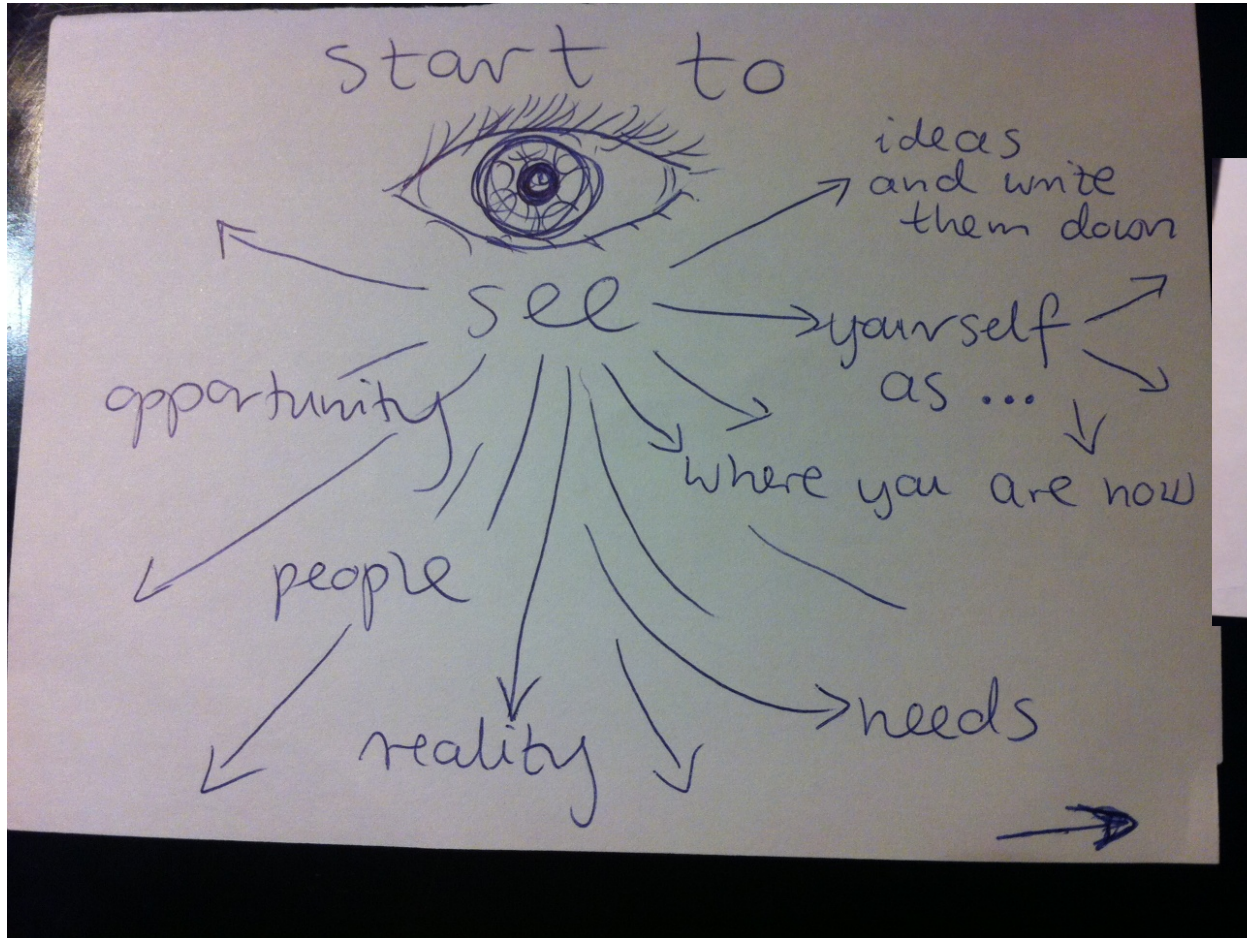 start to
see
ideas
and write
them down
yourself
as ...
opportunity
where you are now
people
reality
needs